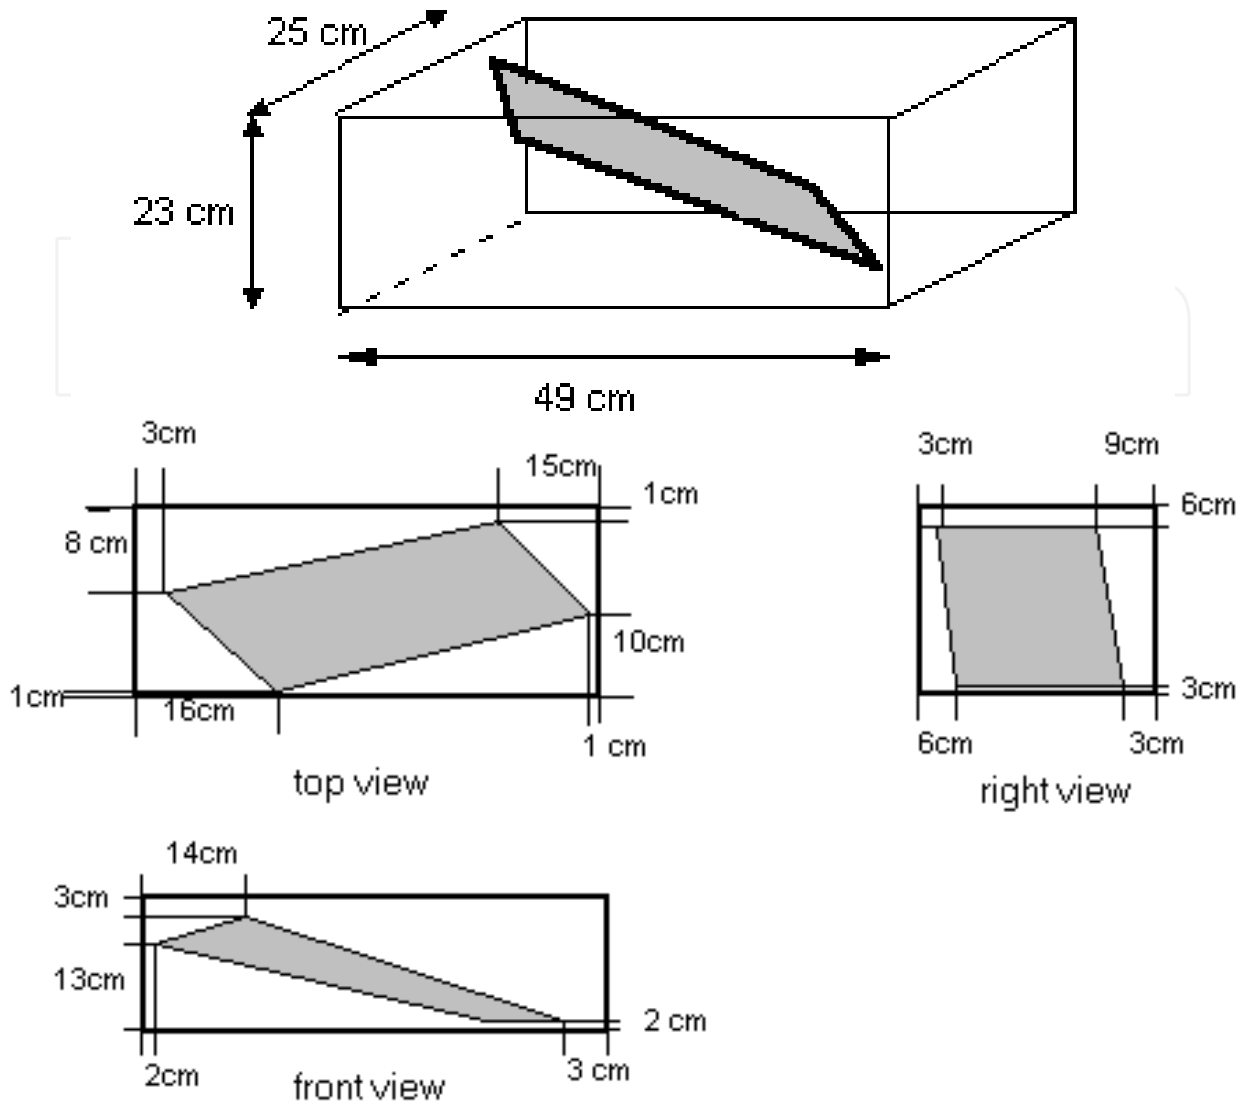 25 cm
23 cm
49 cm
3cm
15cm
1cm
8 cm
10cm
1cm
16cm
1 cm
top view
3cm
9cm
6cm
3cm
6cm
3cm
right view
14cm
3cm
13cm
2 cm
2cm
3 cm
front view